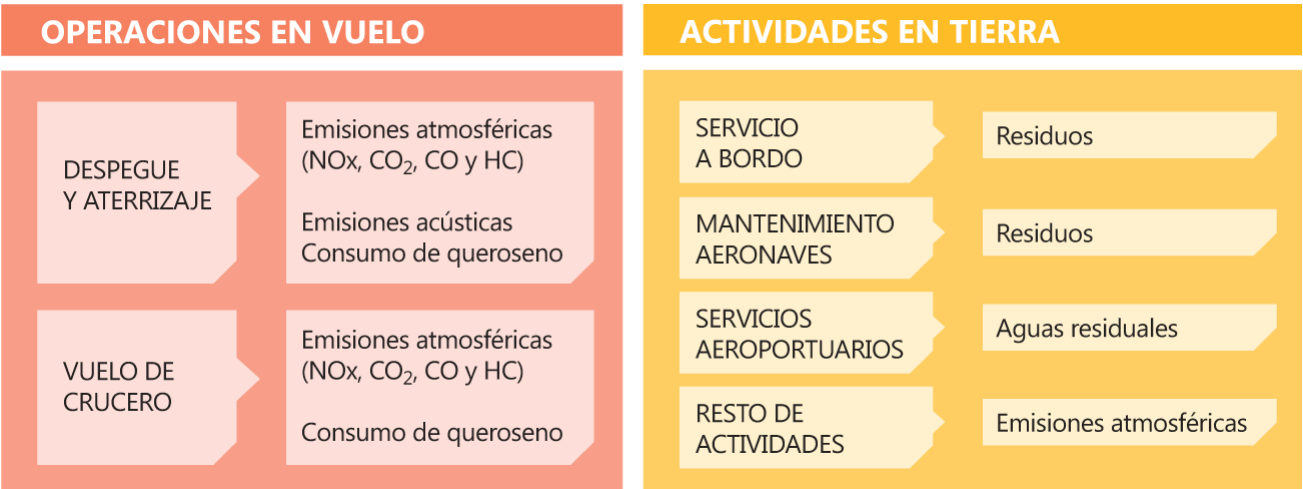 OPERACIONES EN VUELO
DESPEGUE
Y ATERRIZAJE
Emisiones atmosféricas
(NOx, CO₂, CO y HC)
Emisiones acústicas
Consumo de queroseno
VUELO DE
CRUCERO
Emisiones atmosféricas
(NOx, CO₂, CO y HC)
Consumo de queroseno
ACTIVIDADES EN TIERRA
SERVICIO
A BORDO
Residuos
MANTENIMIENTO
AERONAVES
Residuos
SERVICIOS
AEROPORTUARIOS
Aguas residuales
RESTO DE
ACTIVIDADES
Emisiones atmosféricas